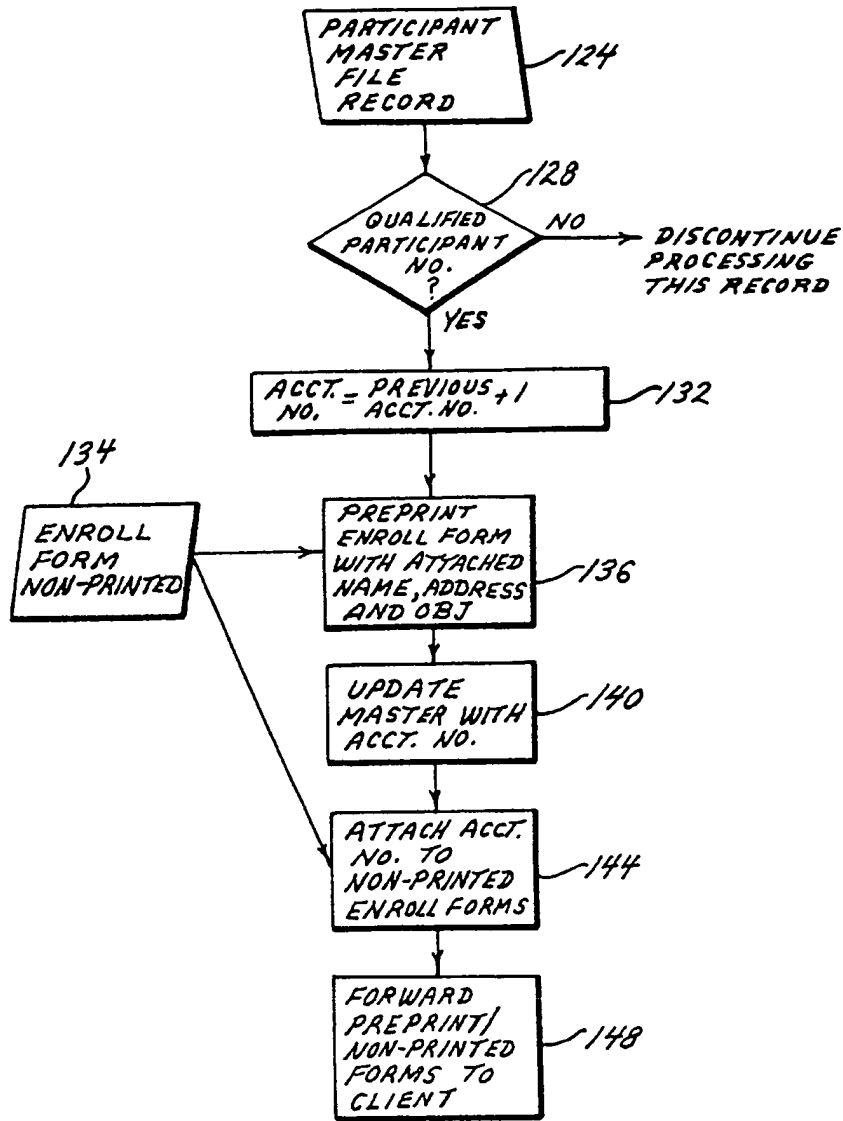 PARTICIPANT
MASTER
FILE
RECORD
124
128
QUALIFIED
PARTICIPANT
NO.
?
NO
DISCONTINUE
PROCESSING
THIS RECORD
YES
ACCT. NO. = PREVIOUS ACCT. NO. + 1
132
134
ENROLL
FORM
NON-PRINTED
PREPRINT
ENROLL FORM
WITH ATTACHED
NAME, ADDRESS
AND OBJ
136
UPDATE
MASTER WITH
ACCT. NO.
140
ATTACH ACCT.
NO. TO
NON-PRINTED
ENROLL FORMS
144
FORWARD
PREPRINT/
NON-PRINTED
FORMS TO
CLIENT
148